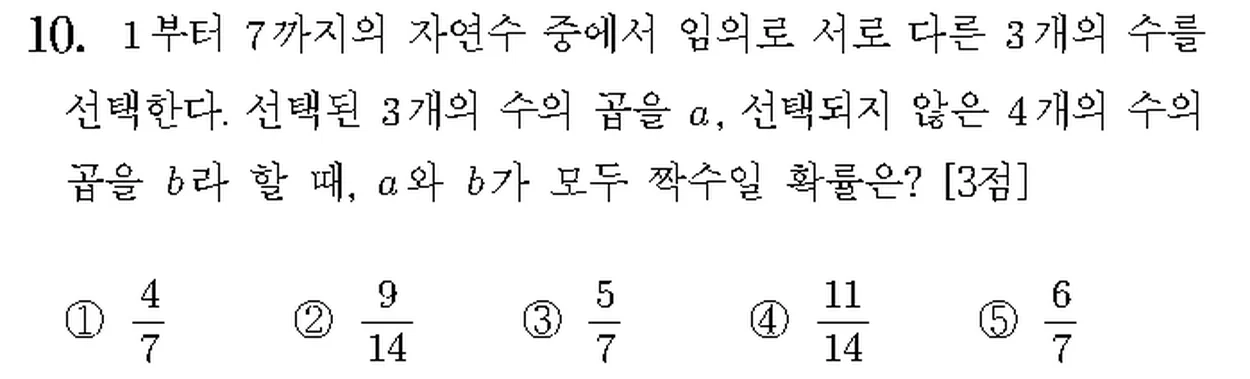 10. 1부터 7까지의 자연수 중에서 임의로 서로 다른 3개의 수를
선택한다. 선택된 3개의 수의 곱을 a, 선택되지 않은 4개의 수의
곱을 b라 할 때, a와 b가 모두 짝수일 확률은? [3점]
① 4/7 ② 9/14 ③ 5/7 ④ 11/14 ⑤ 6/7